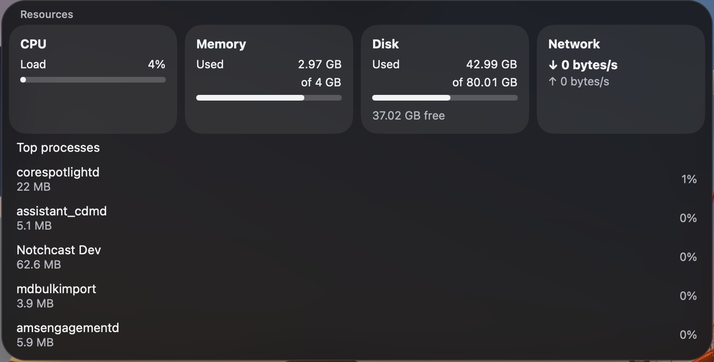 Resources
CPU
Load 4%
Memory
Used 2.97 GB
of 4 GB
Disk
Used 42.99 GB
of 80.01 GB
37.02 GB free
Network
↓ 0 bytes/s
↑ 0 bytes/s
Top processes
corespotlightd
22 MB
1%
assistant_cdmd
5.1 MB
0%
Notchcast Dev
62.6 MB
0%
mdbulkimport
3.9 MB
0%
amsengagementd
5.9 MB
0%